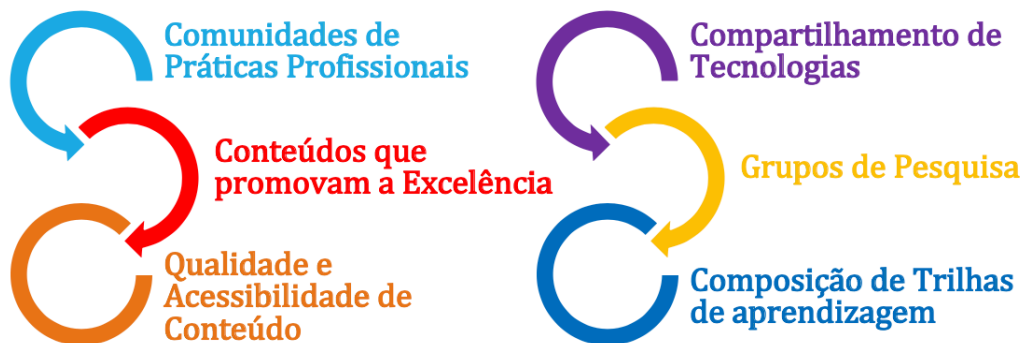 Comunidades de
Práticas Profissionais
Conteúdos que
promovam a Excelência
Qualidade e
Acessibilidade de
Conteúdo
Compartilhamento de
Tecnologias
Grupos de Pesquisa
Composição de Trilhas
de aprendizagem